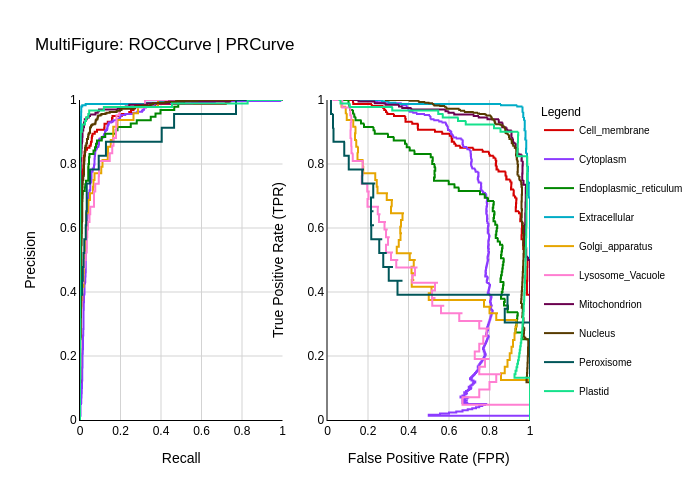 MultiFigure: ROCCurve | PRCurve
Precision
1
0.8
0.6
0.4
0.2
0
0
0.2
0.4
0.6
0.8
1
Recall
True Positive Rate (TPR)
1
0.8
0.6
0.4
0.2
0
0
0.2
0.4
0.6
0.8
1
False Positive Rate (FPR)
Legend
Cell_membrane
Cytoplasm
Endoplasmic_reticulum
Extracellular
Golgi_apparatus
Lysosome_Vacuole
Mitochondrion
Nucleus
Peroxisome
Plastid